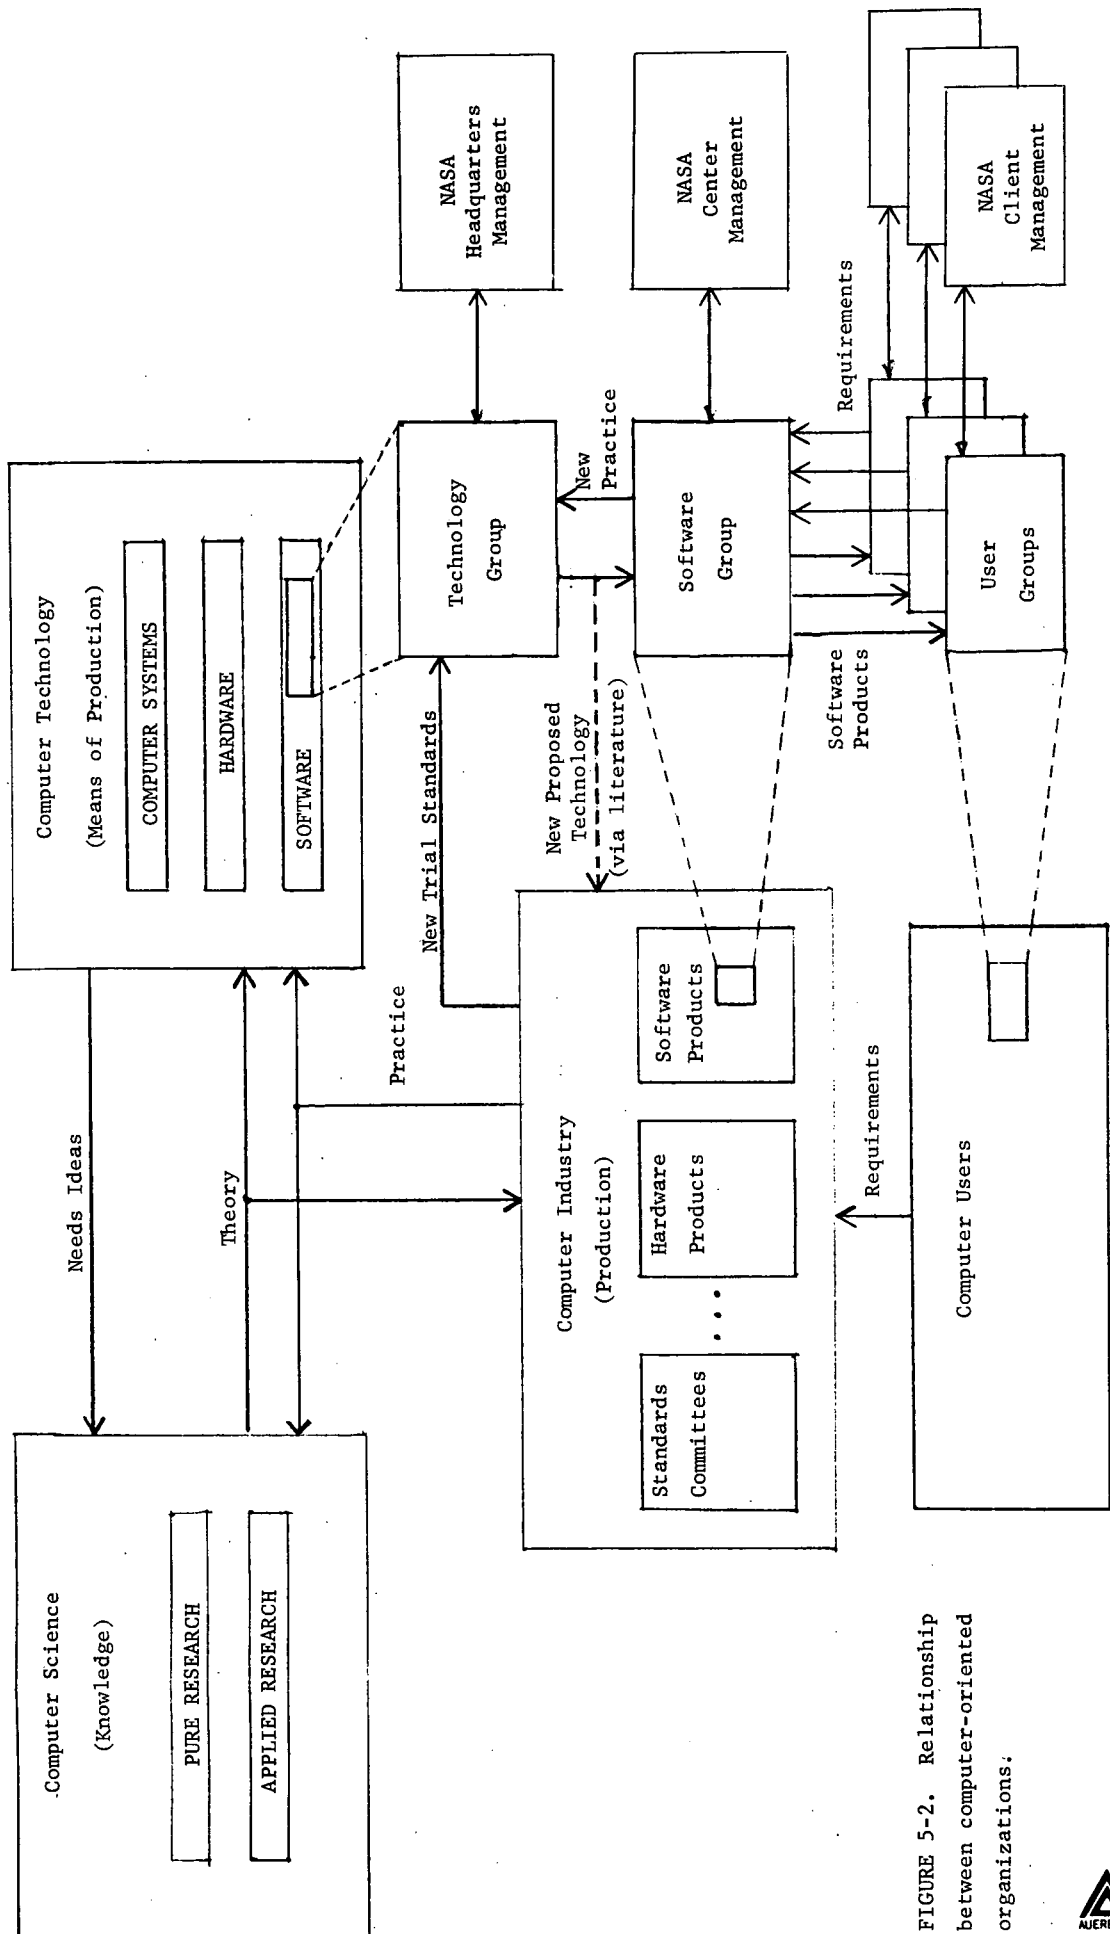 Computer Science
(Knowledge)
PURE RESEARCH
APPLIED RESEARCH
Needs Ideas
Theory
Practice
Computer Technology
(Means of Production)
COMPUTER SYSTEMS
HARDWARE
SOFTWARE
New Trial Standards
Technology
Group
NASA
Headquarters
Management
New
Practice
New Proposed
Technology
(via literature)
Computer Industry
(Production)
Standards
Committees
...
Hardware
Products
Software
Products
Software
Group
NASA
Center
Management
Requirements
Software
Products
Requirements
Computer Users
User
Groups
NASA
Client
Management
FIGURE 5-2. Relationship
between computer-oriented
organizations.